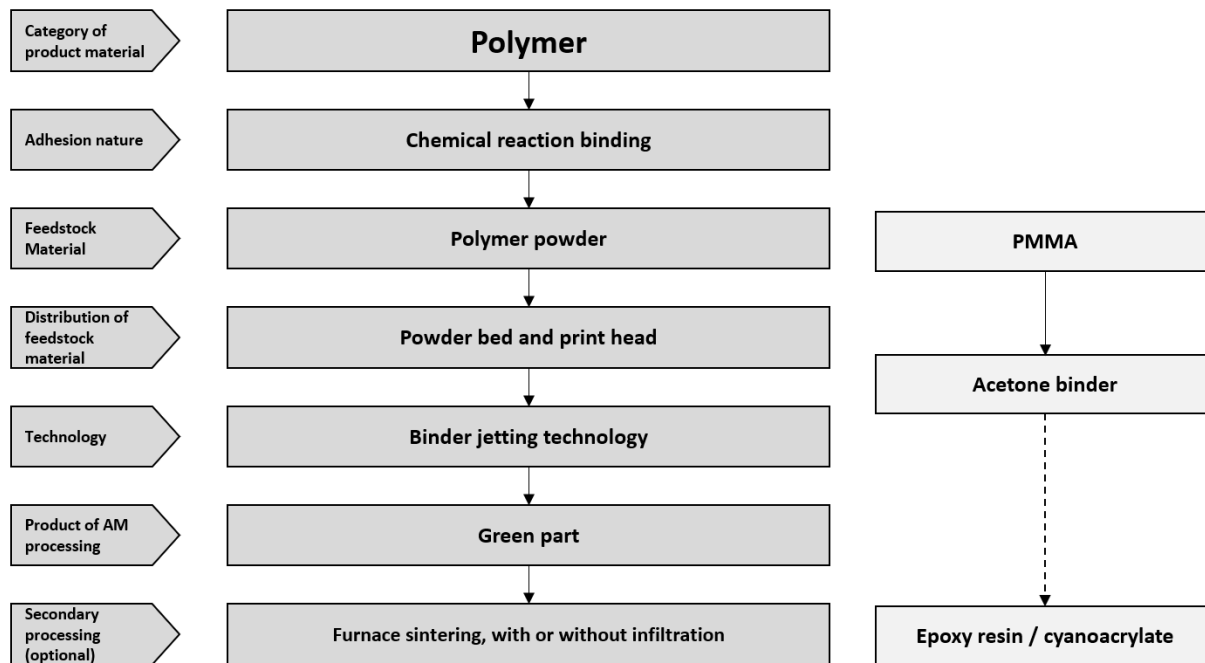 Category of
product material
Polymer
Adhesion nature
Chemical reaction binding
Feedstock
Material
Polymer powder
PMMA
Distribution of
feedstock
material
Powder bed and print head
Acetone binder
Technology
Binder jetting technology
Product of AM
processing
Green part
Secondary
processing
(optional)
Furnace sintering, with or without infiltration
Epoxy resin / cyanoacrylate